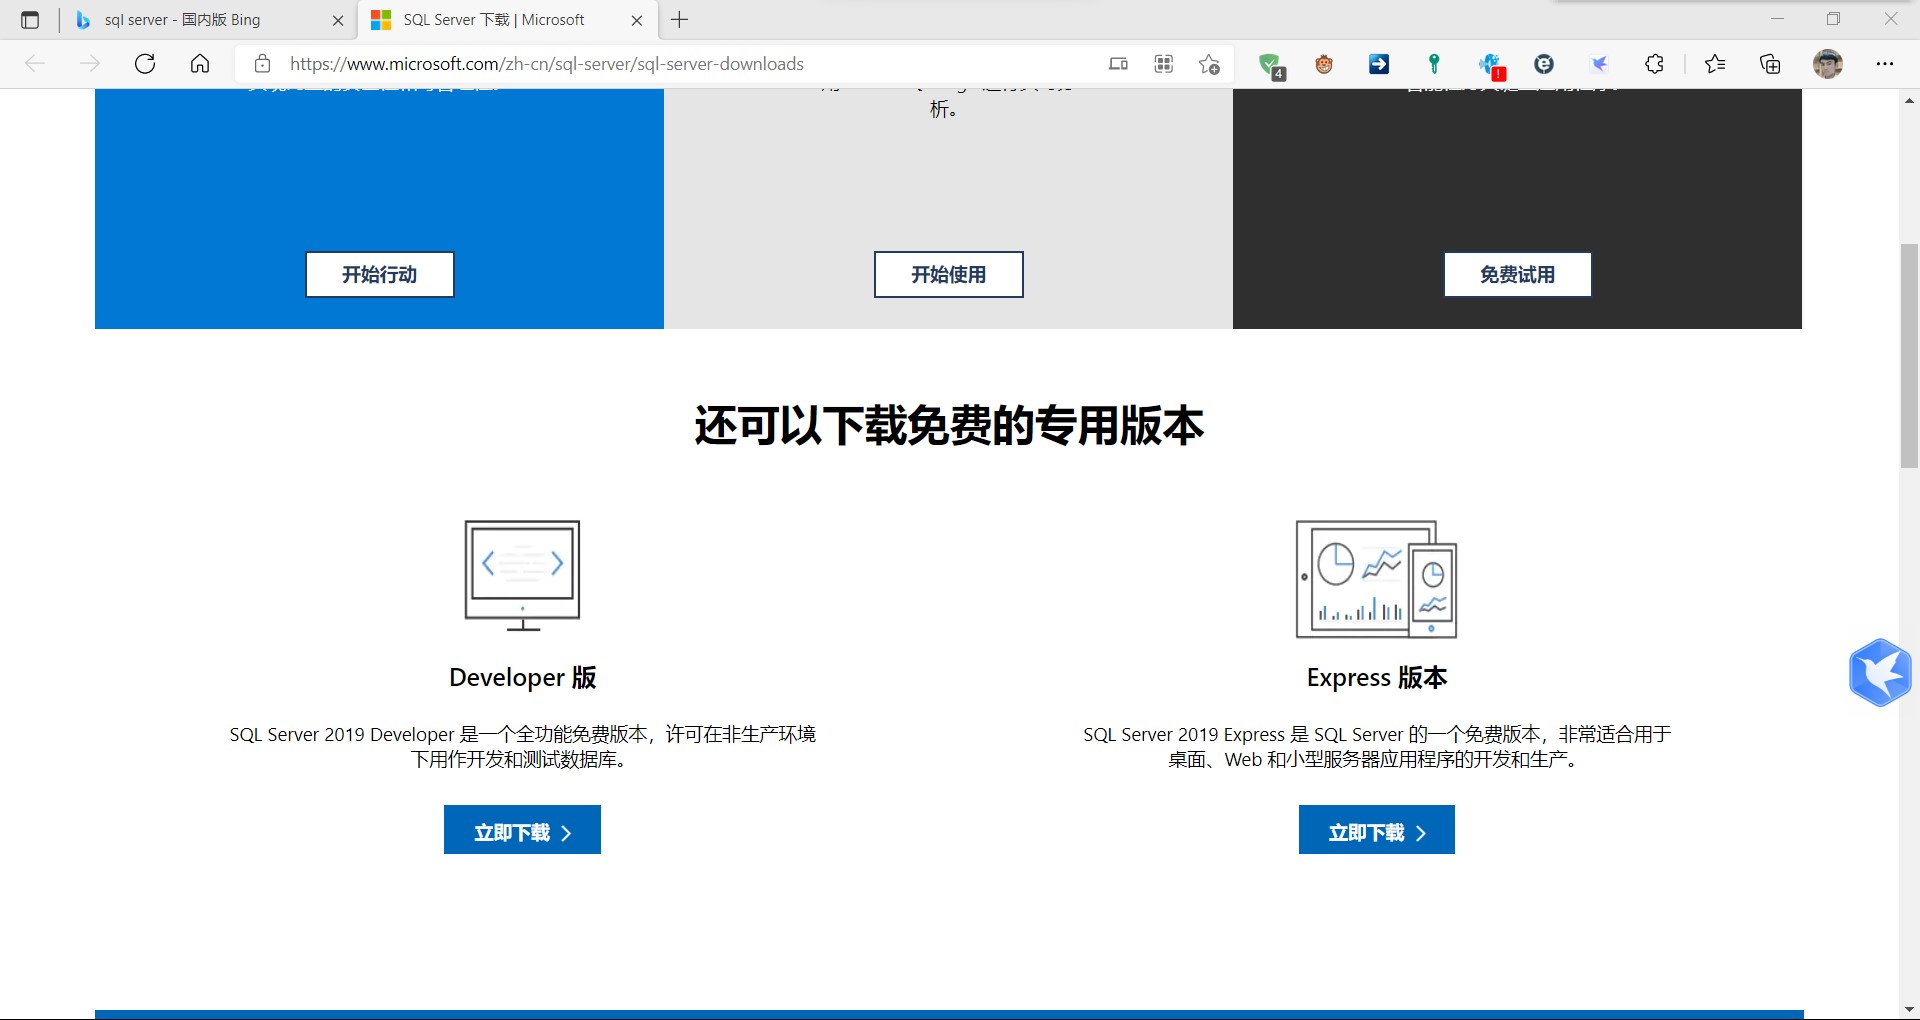 sql server - 国内版 Bing
SQL Server 下载 | Microsoft
https://www.microsoft.com/zh-cn/sql-server/sql-server-downloads
4
!
析。
开始行动
开始使用
免费试用
还可以下载免费的专用版本
Developer 版
SQL Server 2019 Developer 是一个全功能免费版本，许可在非生产环境
下用作开发和测试数据库。
立即下载
Express 版本
SQL Server 2019 Express 是 SQL Server 的一个免费版本，非常适合用于
桌面、Web 和小型服务器应用程序的开发和生产。
立即下载